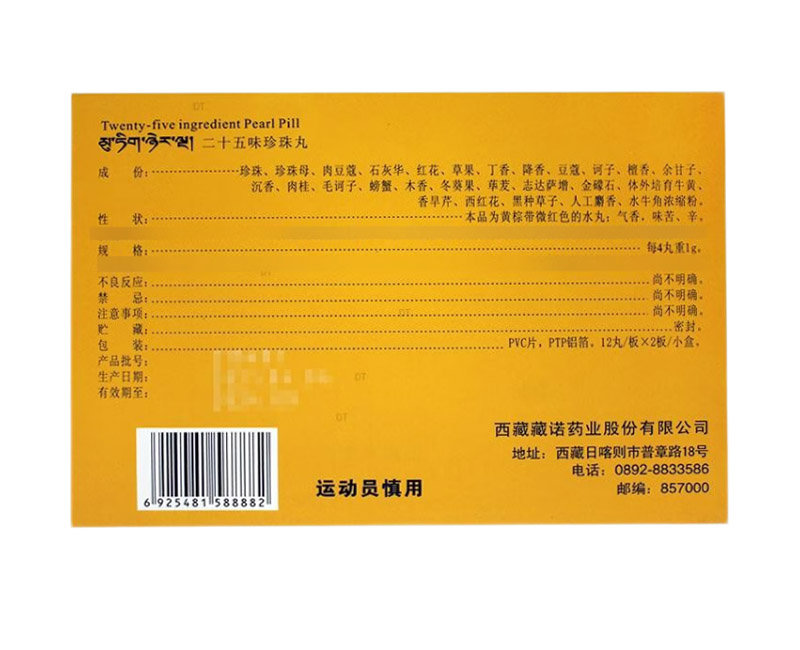 Twenty-five ingredient Pearl Pill
མུ་ཏིག་ཉེར་ལྔ། 二十五味珍珠丸
成 份：珍珠、珍珠母、肉豆蔻、石灰华、红花、草果、丁香、降香、豆蔻、诃子、檀香、余甘子、
沉香、肉桂、毛诃子、螃蟹、木香、冬葵果、荜茇、志达萨增、金礞石、体外培育牛黄、
香旱芹、西红花、黑种草子、人工麝香、水牛角浓缩粉。
性 状：本品为黄棕带微红色的水丸；气香，味苦、辛。
规 格：每4丸重1g。
不良反应：尚不明确。
禁 忌：尚不明确。
注意事项：尚不明确。
贮 藏：密封。
包 装：PVC片，PTP铝箔。12丸/板×2板/小盒。
产品批号：
生产日期：
有效期至：
西藏藏诺药业股份有限公司
地址：西藏日喀则市普章路18号
电话：0892-8833586
邮编：857000
运动员慎用
6 925481 588882